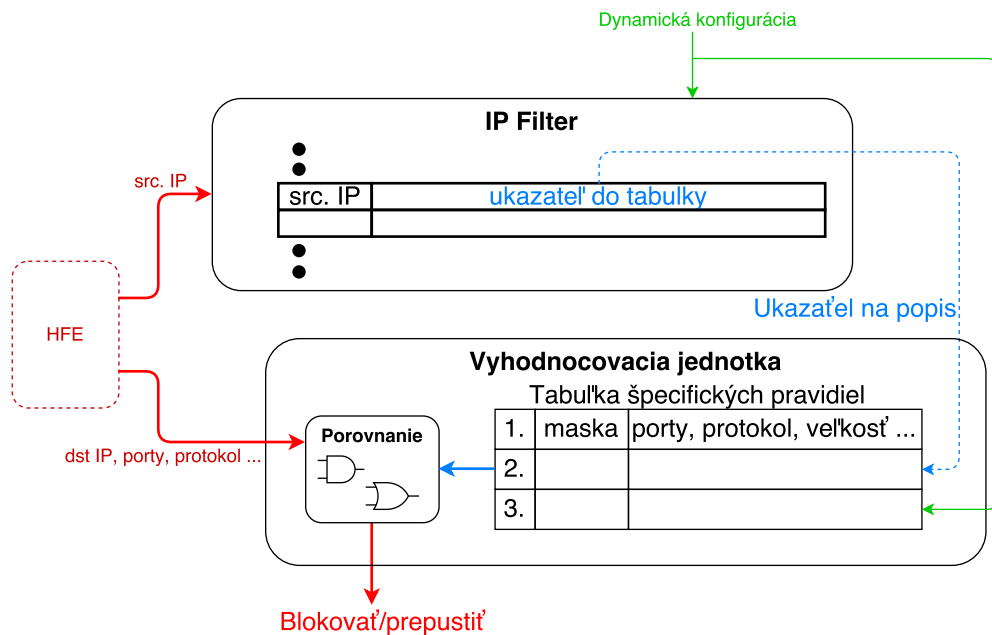 Dynamická konfigurácia
IP Filter
src. IP
src. IP ukazateľ do tabulky
HFE
Ukazaťel na popis
Vyhodnocovacia jednotka
Tabuľka špecifických pravidiel
Porovnanie
1. maska porty, protokol, veľkosť ...
dst IP, porty, protokol ...
2.
3.
Blokovať/prepustiť